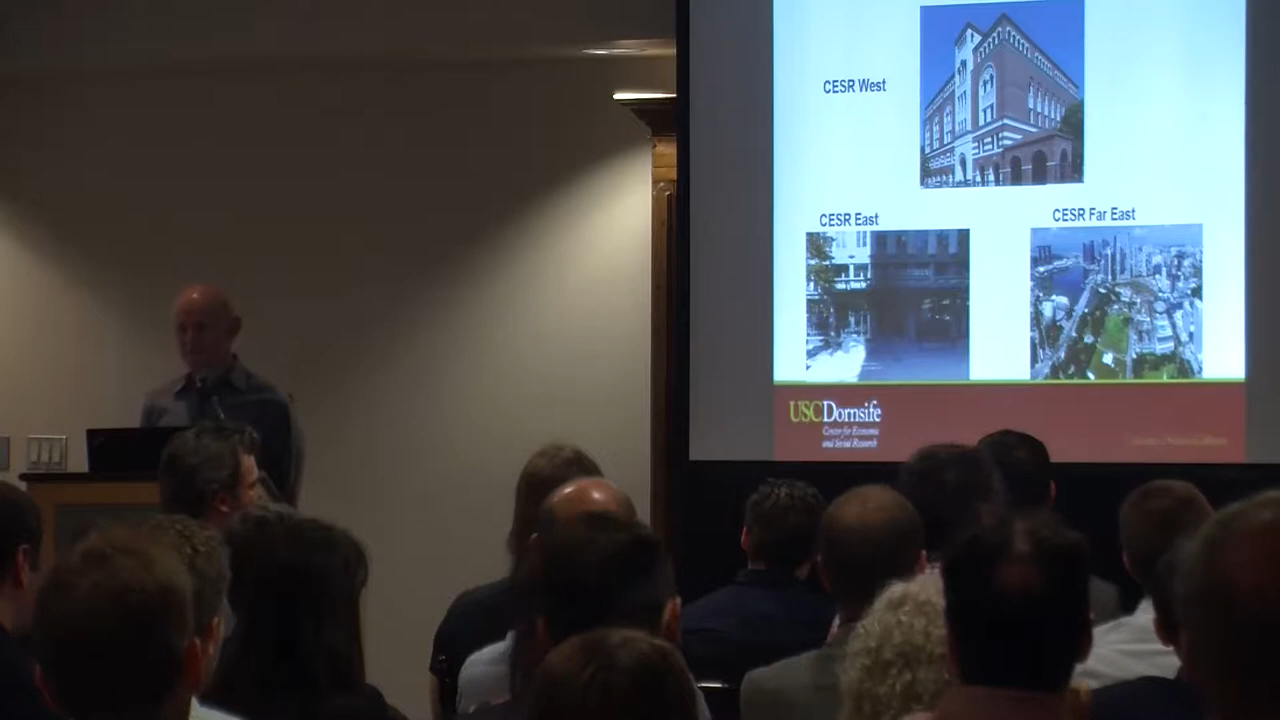 CESR West
CESR East
CESR Far East
USCDornsife
Center for Economic
and Social Research